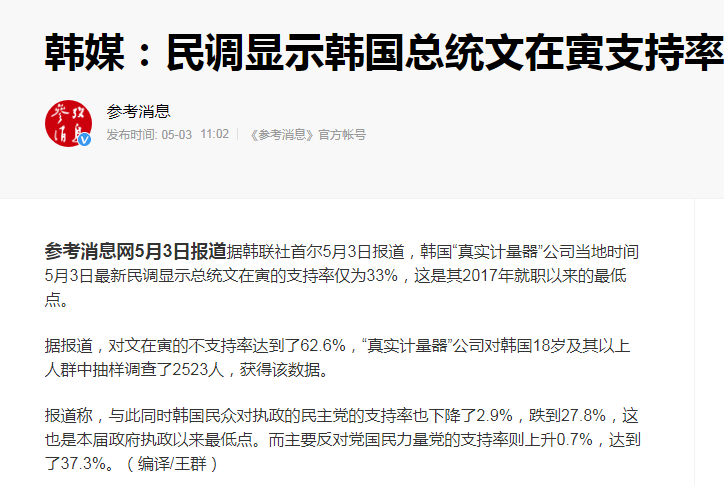 韩媒：民调显示韩国总统文在寅支持率
参考消息
发布时间: 05-03 11:02 《参考消息》官方帐号
参考消息网5月3日报道据韩联社首尔5月3日报道，韩国“真实计量器”公司当地时间
5月3日最新民调显示总统文在寅的支持率仅为33%，这是其2017年就职以来的最低
点。
据报道，对文在寅的不支持率达到了62.6%，“真实计量器”公司对韩国18岁及其以上
人群中抽样调查了2523人，获得该数据。
报道称，与此同时韩国民众对执政的民主党的支持率也下降了2.9%，跌到27.8%，这
也是本届政府执政以来最低点。而主要反对党国民力量党的支持率则上升0.7%，达到
了37.3%。（编译/王群）